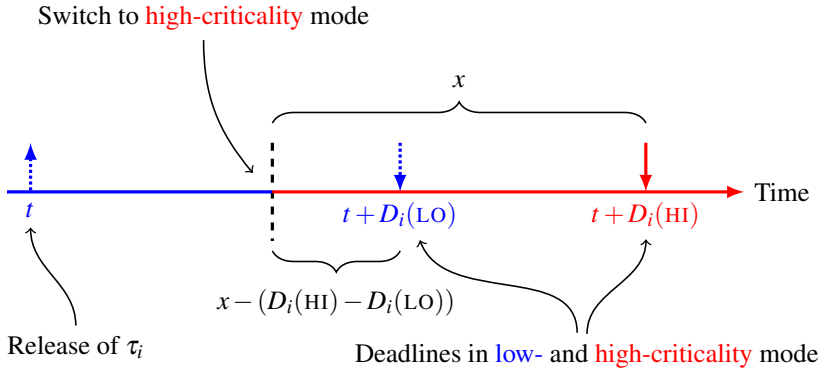 Switch to high-criticality mode
x
Time
t
t + D_i(LO)
t + D_i(HI)
x − (D_i(HI) − D_i(LO))
Release of τ_i
Deadlines in low- and high-criticality mode